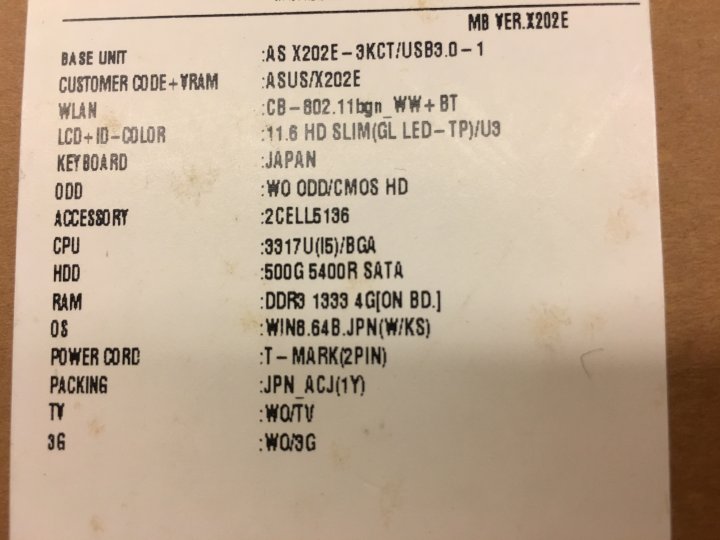 MB VER.X202E
BASE UNIT :AS X202E-3KCT/USB3.0-1
CUSTOMER CODE+VRAM :ASUS/X202E
WLAN :CB-802.11bgn_WW+BT
LCD+ID-COLOR :11.6 HD SLIM(GL LED-TP)/U3
KEYBOARD :JAPAN
ODD :WO ODD/CMOS HD
ACCESSORY :2CELL5136
CPU :3317U(I5)/BGA
HDD :500G 5400R SATA
RAM :DDR3 1333 4G[ON BD.]
OS :WIN8.64B.JPN(W/KS)
POWER CORD :T-MARK(2PIN)
PACKING :JPN_ACJ(1Y)
TV :WO/TV
3G :WO/3G